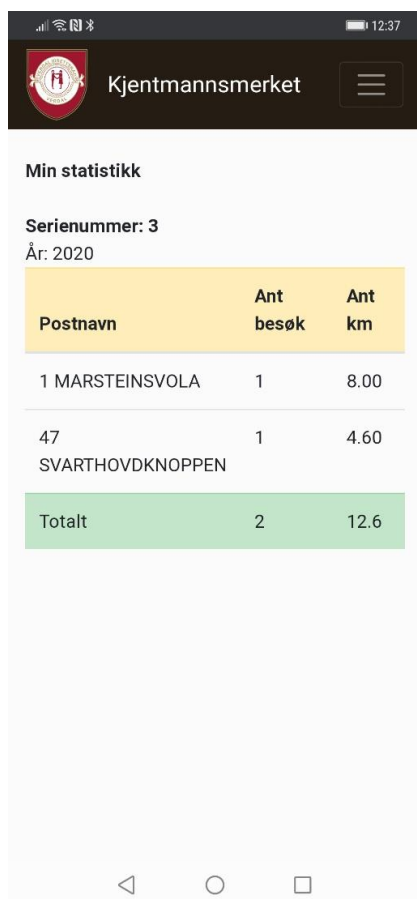 12:37
Kjentmannsmerket
Min statistikk
Serienummer: 3
År: 2020
Postnavn Ant besøk Ant km
1 MARSTEINSVOLA 1 8.00
47 SVARTHOVDKNOPPEN 1 4.60
Totalt 2 12.6